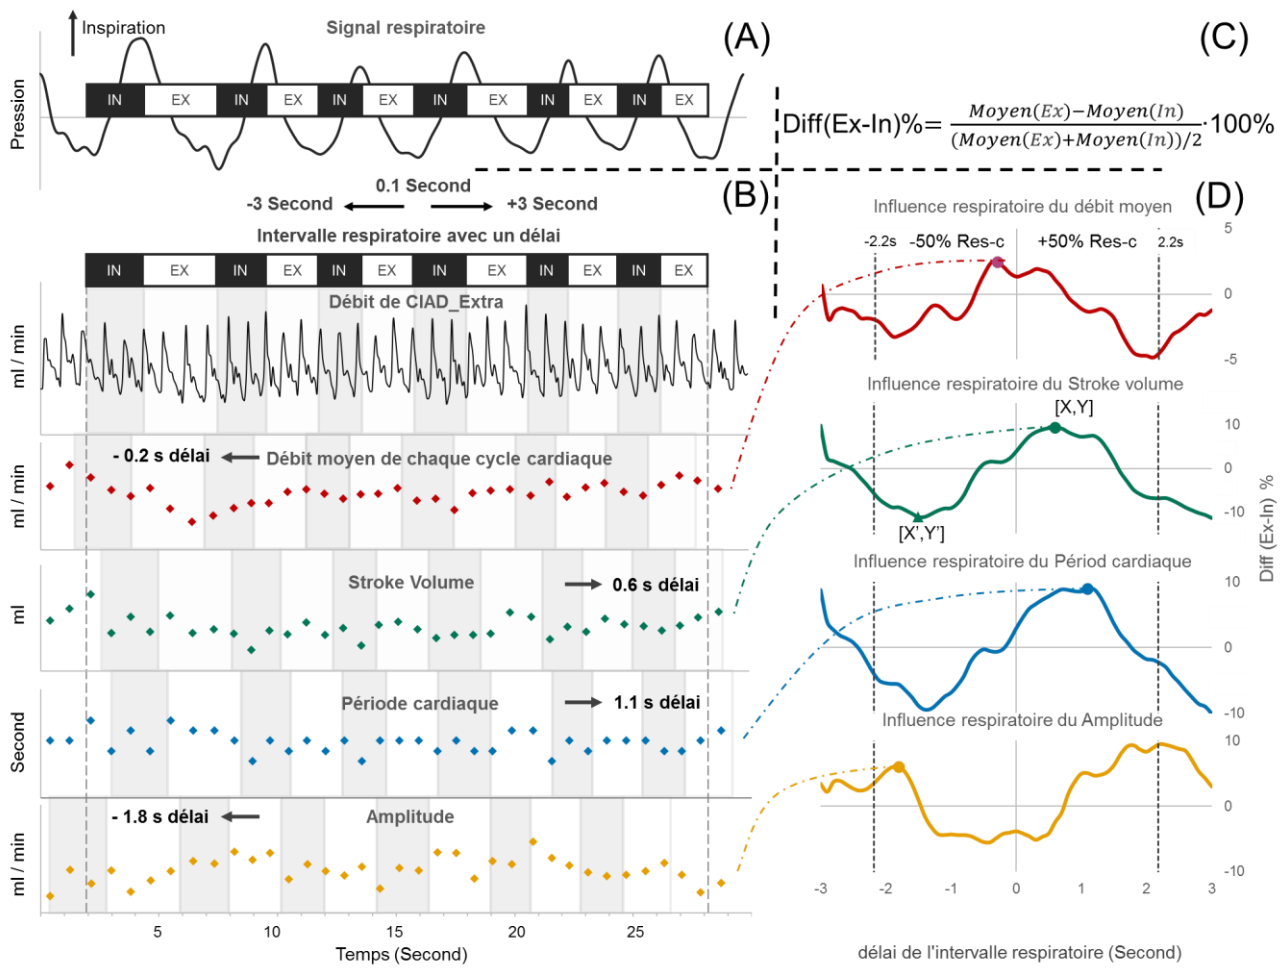 Inspiration
Signal respiratoire
(A)
Pression
IN EX IN EX IN EX IN EX IN EX IN EX
(C)
Diff(Ex-In)%= Moyen(Ex)−Moyen(In) / (Moyen(Ex)+Moyen(In))/2 ·100%
0.1 Second
-3 Second
+3 Second
(B)
Intervalle respiratoire avec un délai
IN EX IN EX IN EX IN EX IN EX IN EX
Débit de CIAD_Extra
ml / min
- 0.2 s délai
Débit moyen de chaque cycle cardiaque
ml / min
Stroke Volume
0.6 s délai
ml
Période cardiaque
1.1 s délai
Second
- 1.8 s délai
Amplitude
ml / min
5 10 15 20 25
Temps (Second)
(D)
Influence respiratoire du débit moyen
-2.2s -50% Res-c +50% Res-c 2.2s
5
0
-5
Influence respiratoire du Stroke volume
[X,Y]
[X',Y']
10
0
-10
Influence respiratoire du Périod cardiaque
10
0
-10
Influence respiratoire du Amplitude
10
0
-10
Diff (Ex-In) %
-3 -2 -1 0 1 2 3
délai de l'intervalle respiratoire (Second)